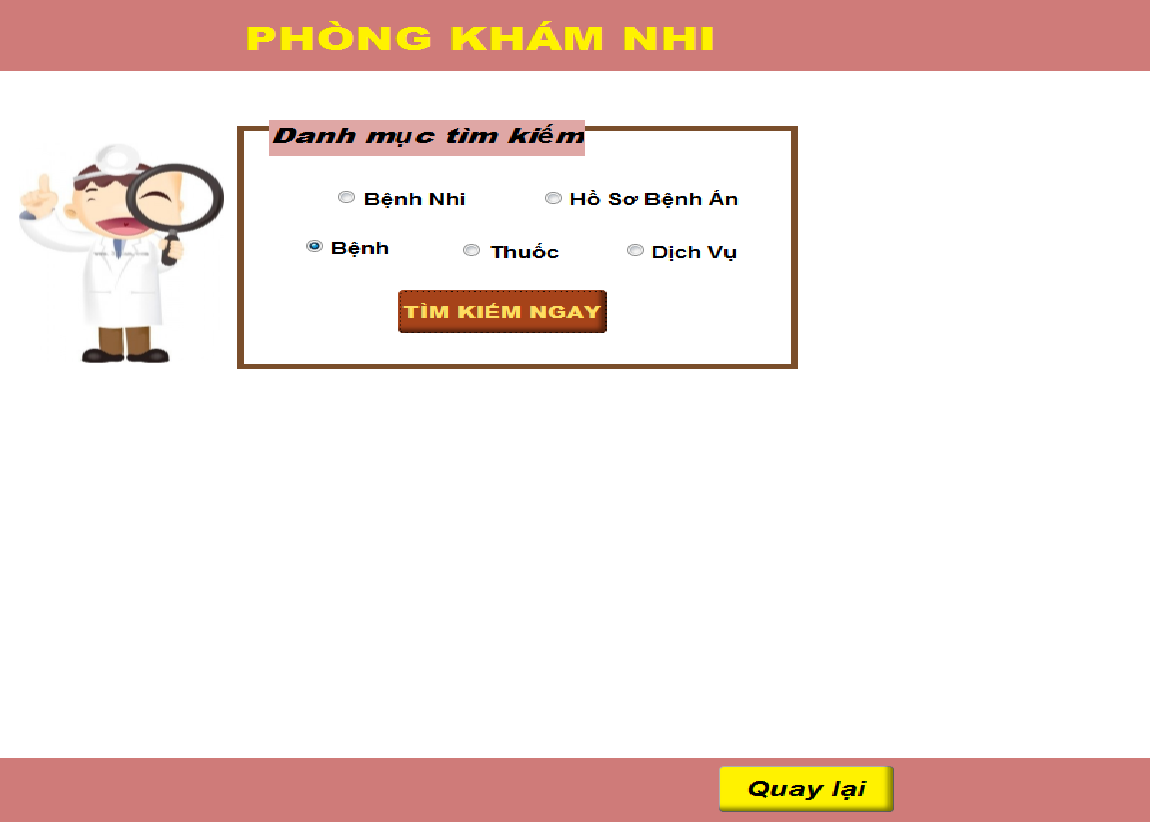 PHÒNG KHÁM NHI
Danh mục tìm kiếm
Bệnh Nhi Hồ Sơ Bệnh Án
Bệnh Thuốc Dịch Vụ
TÌM KIẾM NGAY
Quay lại